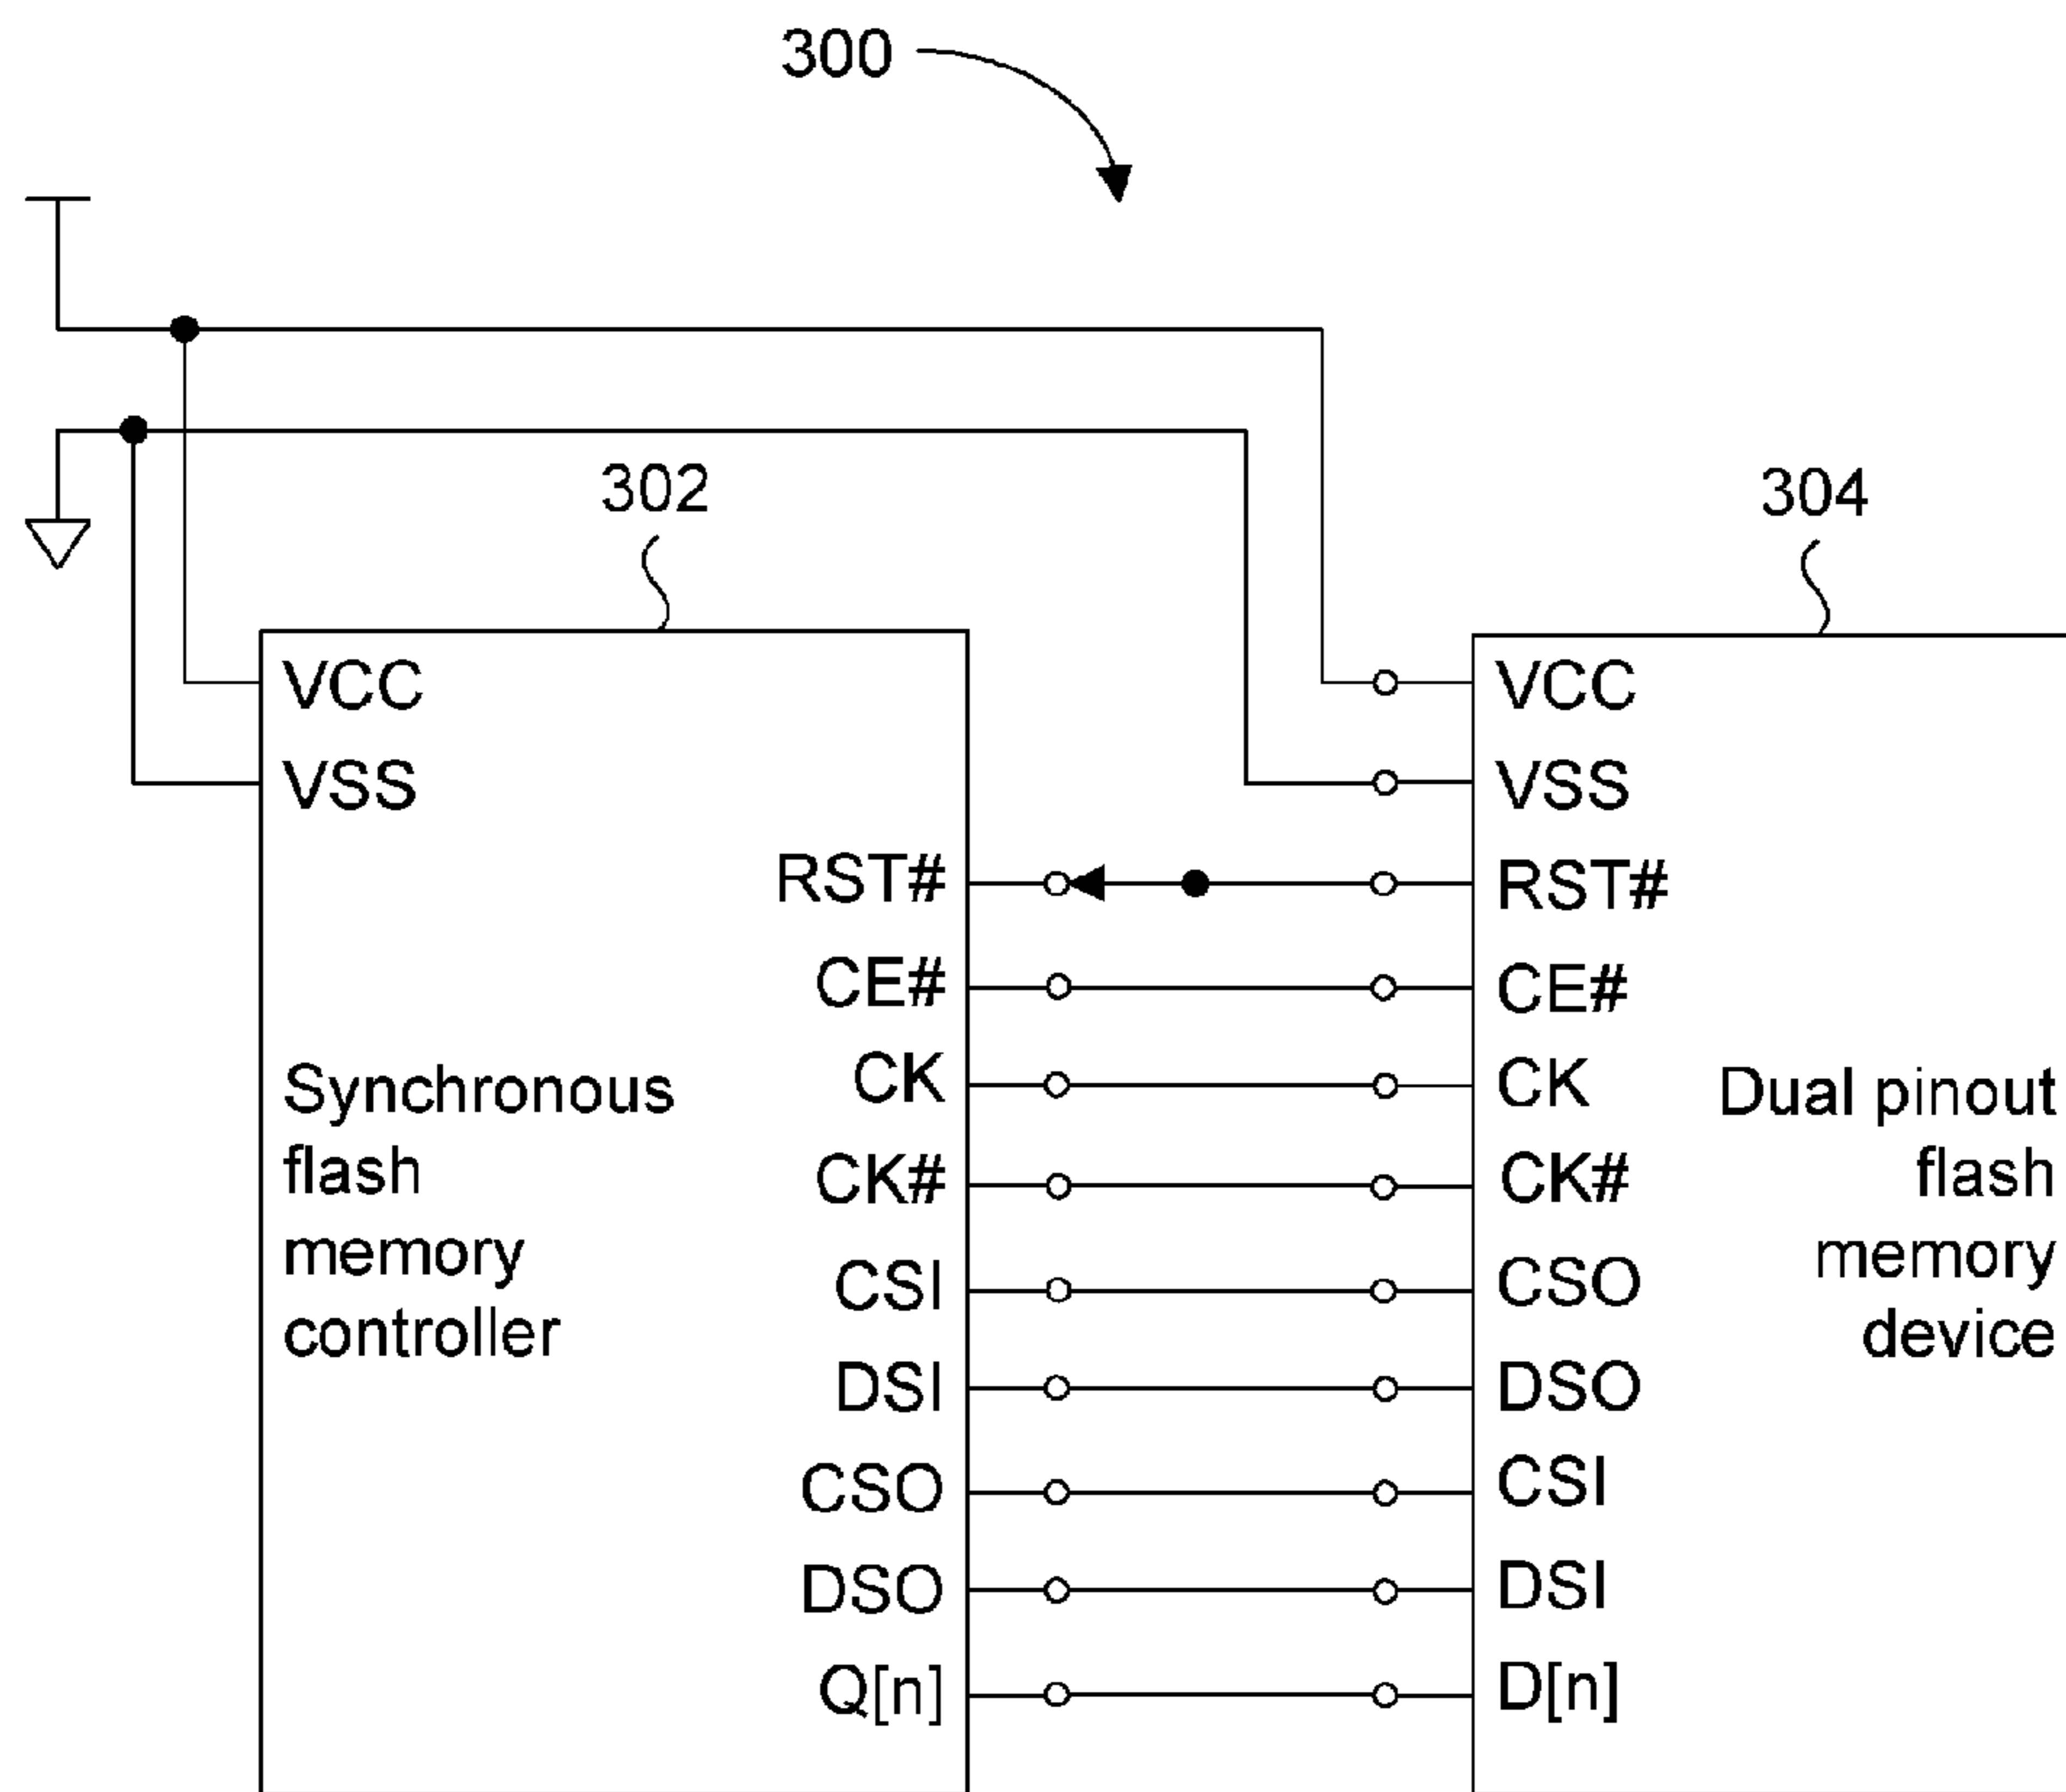 300
302
304
VCC
VSS
RST#
CE#
CK
CK#
CSI
DSI
CSO
DSO
Q[n]
Synchronous
flash
memory
controller
VCC
VSS
RST#
CE#
CK
CK#
CSO
DSO
CSI
DSI
D[n]
Dual pinout
flash
memory
device